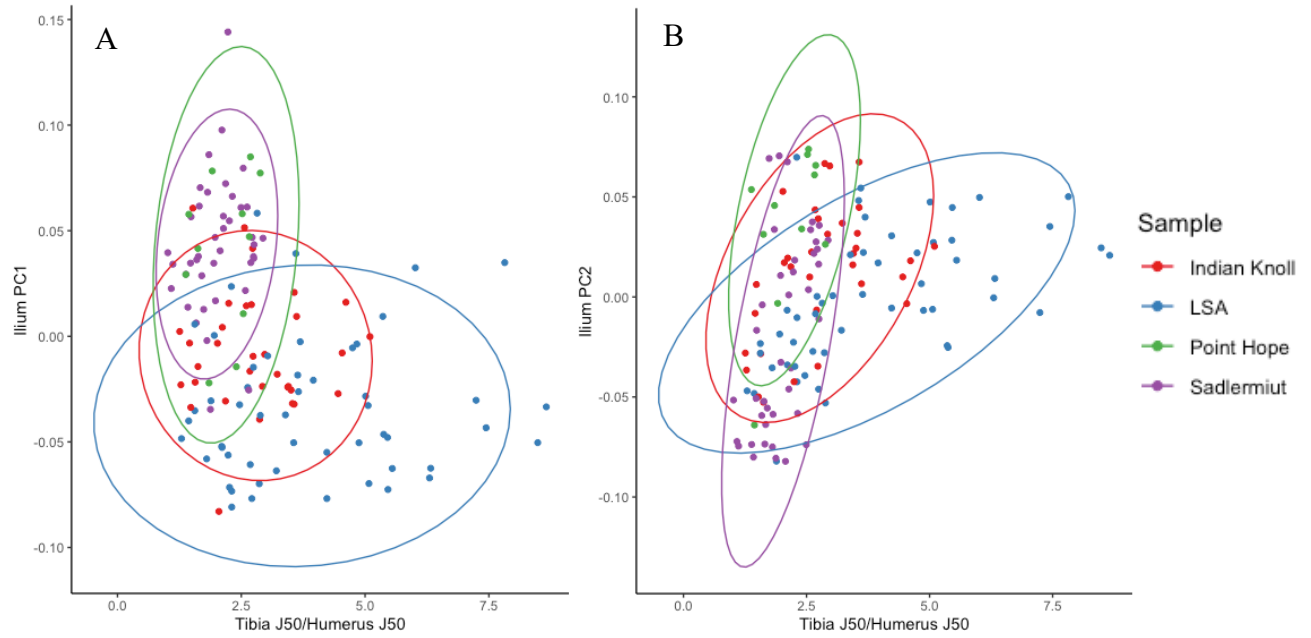 A
0.15
0.10
0.05
0.00
-0.05
-0.10
Ilium PC1
0.0 2.5 5.0 7.5
Tibia J50/Humerus J50
B
0.10
0.05
0.00
-0.05
-0.10
Ilium PC2
0.0 2.5 5.0 7.5
Tibia J50/Humerus J50
Sample
Indian Knoll
LSA
Point Hope
Sadlermiut